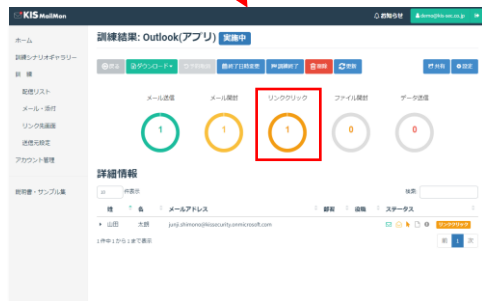 KIS MailMon
お知らせ
ホーム
訓練シナリオギャラリー
訓 練
配信リスト
メール・添付
リンク先画面
送信元設定
アカウント管理
説明書・サンプル集
訓練結果: Outlook(アプリ) 実施中
戻る ダウンロード 終了日時変更 訓練終了 削除 更新 共有 設定
メール送信 メール開封 リンククリック ファイル開封 データ送信
1 1 1 0 0
詳細情報
件表示 検索:
姓 名 メールアドレス 部署 役職 ステータス
山田 太郎 リンククリック
1 件中 1 から 1 まで表示
前 1 次